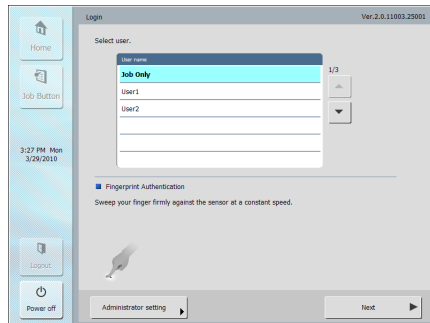 Login
Ver.2.0.11003.25001
Home
Job Button
3:27 PM Mon
3/29/2010
Logout
Power off
Select user.
User name
Job Only
User1
User2
1/3
Fingerprint Authentication
Sweep your finger firmly against the sensor at a constant speed.
Administrator setting
Next